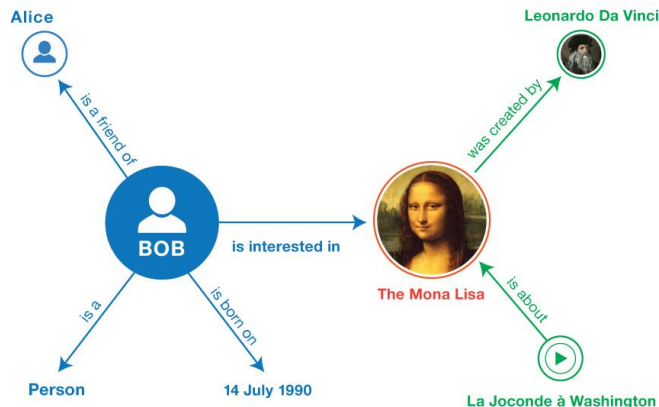 Alice
Leonardo Da Vinci
is a friend of
was created by
BOB
is interested in
The Mona Lisa
is a
is born on
is about
Person
14 July 1990
La Joconde à Washington